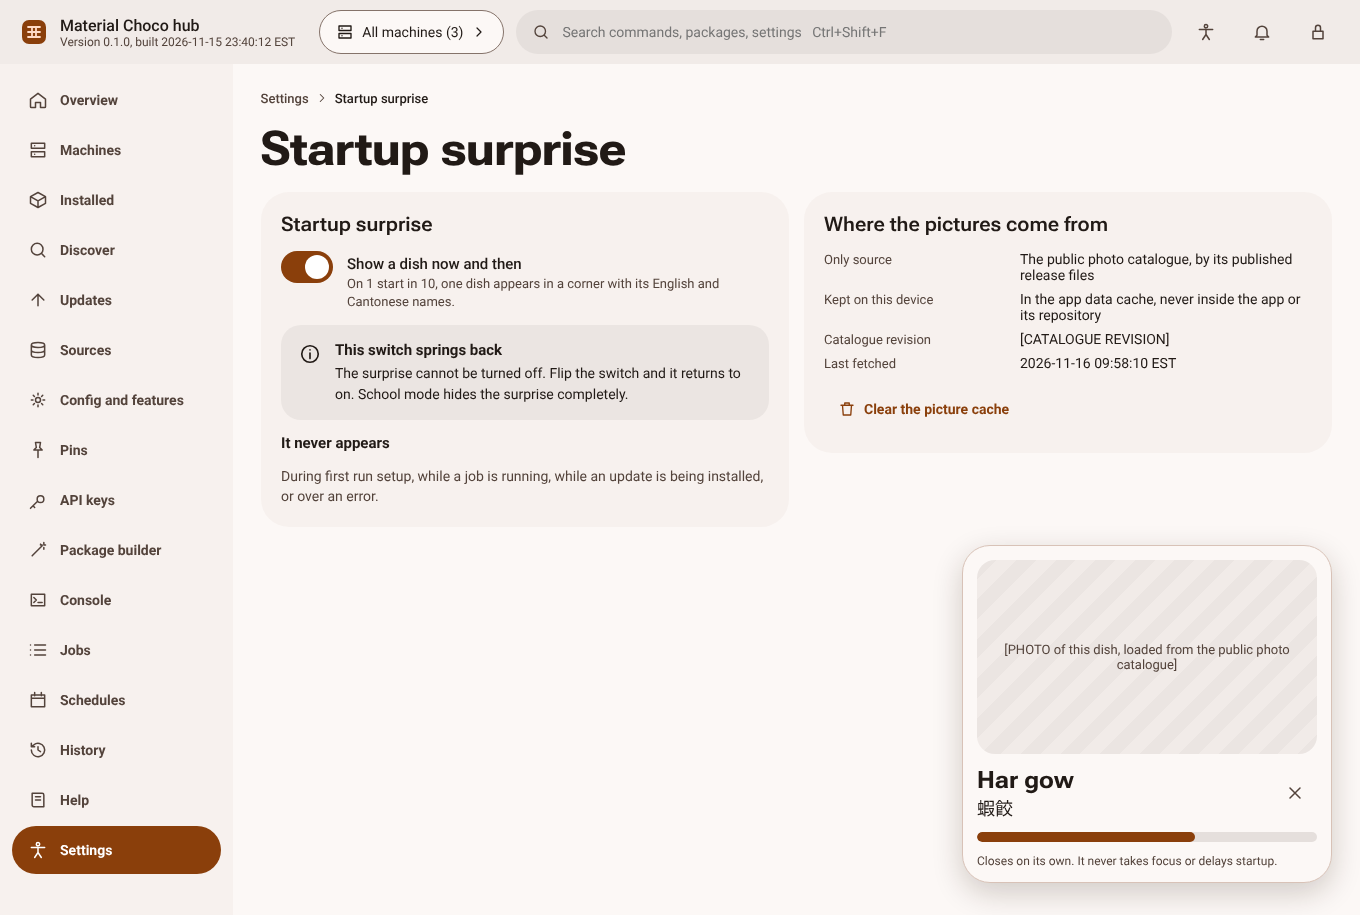 Material Choco hub
Version 0.1.0, built 2026-11-15 23:40:12 EST
All machines (3)
Search commands, packages, settings Ctrl+Shift+F
Overview
Machines
Installed
Discover
Updates
Sources
Config and features
Pins
API keys
Package builder
Console
Jobs
Schedules
History
Help
Settings
Settings > Startup surprise
Startup surprise
Startup surprise
Show a dish now and then
On 1 start in 10, one dish appears in a corner with its English and
Cantonese names.
This switch springs back
The surprise cannot be turned off. Flip the switch and it returns to
on. School mode hides the surprise completely.
It never appears
During first run setup, while a job is running, while an update is being installed,
or over an error.
Where the pictures come from
Only source The public photo catalogue, by its published
release files
Kept on this device In the app data cache, never inside the app or
its repository
Catalogue revision [CATALOGUE REVISION]
Last fetched 2026-11-16 09:58:10 EST
Clear the picture cache
[PHOTO of this dish, loaded from the public photo
catalogue]
Har gow
蝦餃
Closes on its own. It never takes focus or delays startup.